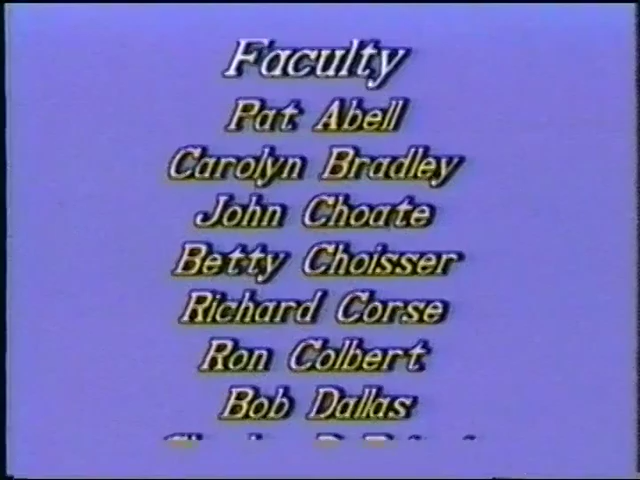 Faculty
Pat Abell
Carolyn Bradley
John Choate
Betty Choisser
Richard Corse
Ron Colbert
Bob Dallas